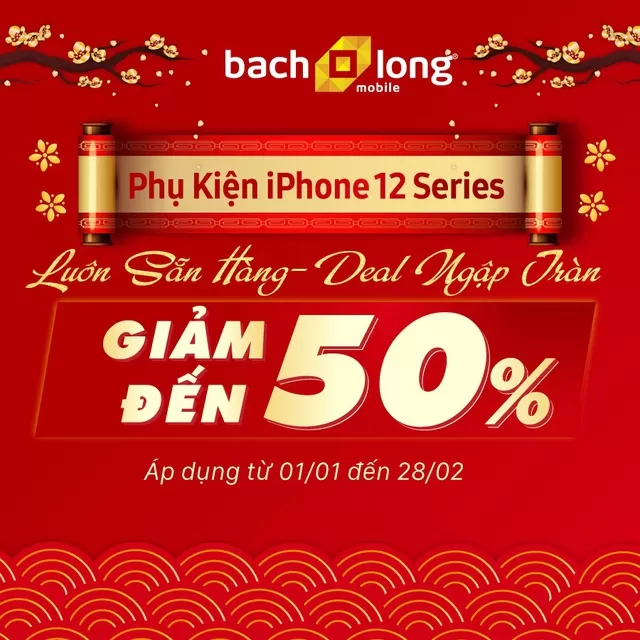 bach long®
mobile
Phụ Kiện iPhone 12 Series
Luôn Sẵn Hàng - Deal Ngập Tràn
GIẢM ĐẾN 50%
Áp dụng từ 01/01 đến 28/02